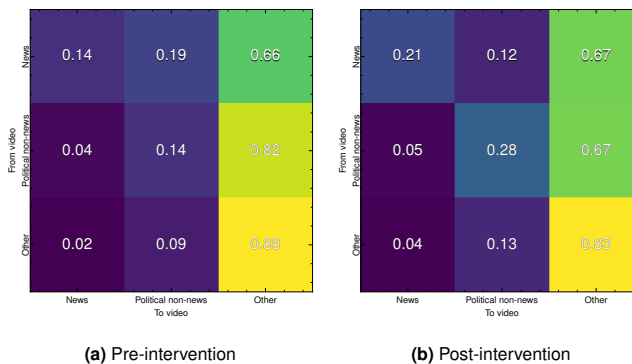 0.14 0.19 0.66
0.04 0.14 0.82
0.02 0.09 0.89
News
Political non-news
Other
From video
News Political non-news Other
To video
(a) Pre-intervention
0.21 0.12 0.67
0.05 0.28 0.67
0.04 0.13 0.83
News
Political non-news
Other
From video
News Political non-news Other
To video
(b) Post-intervention